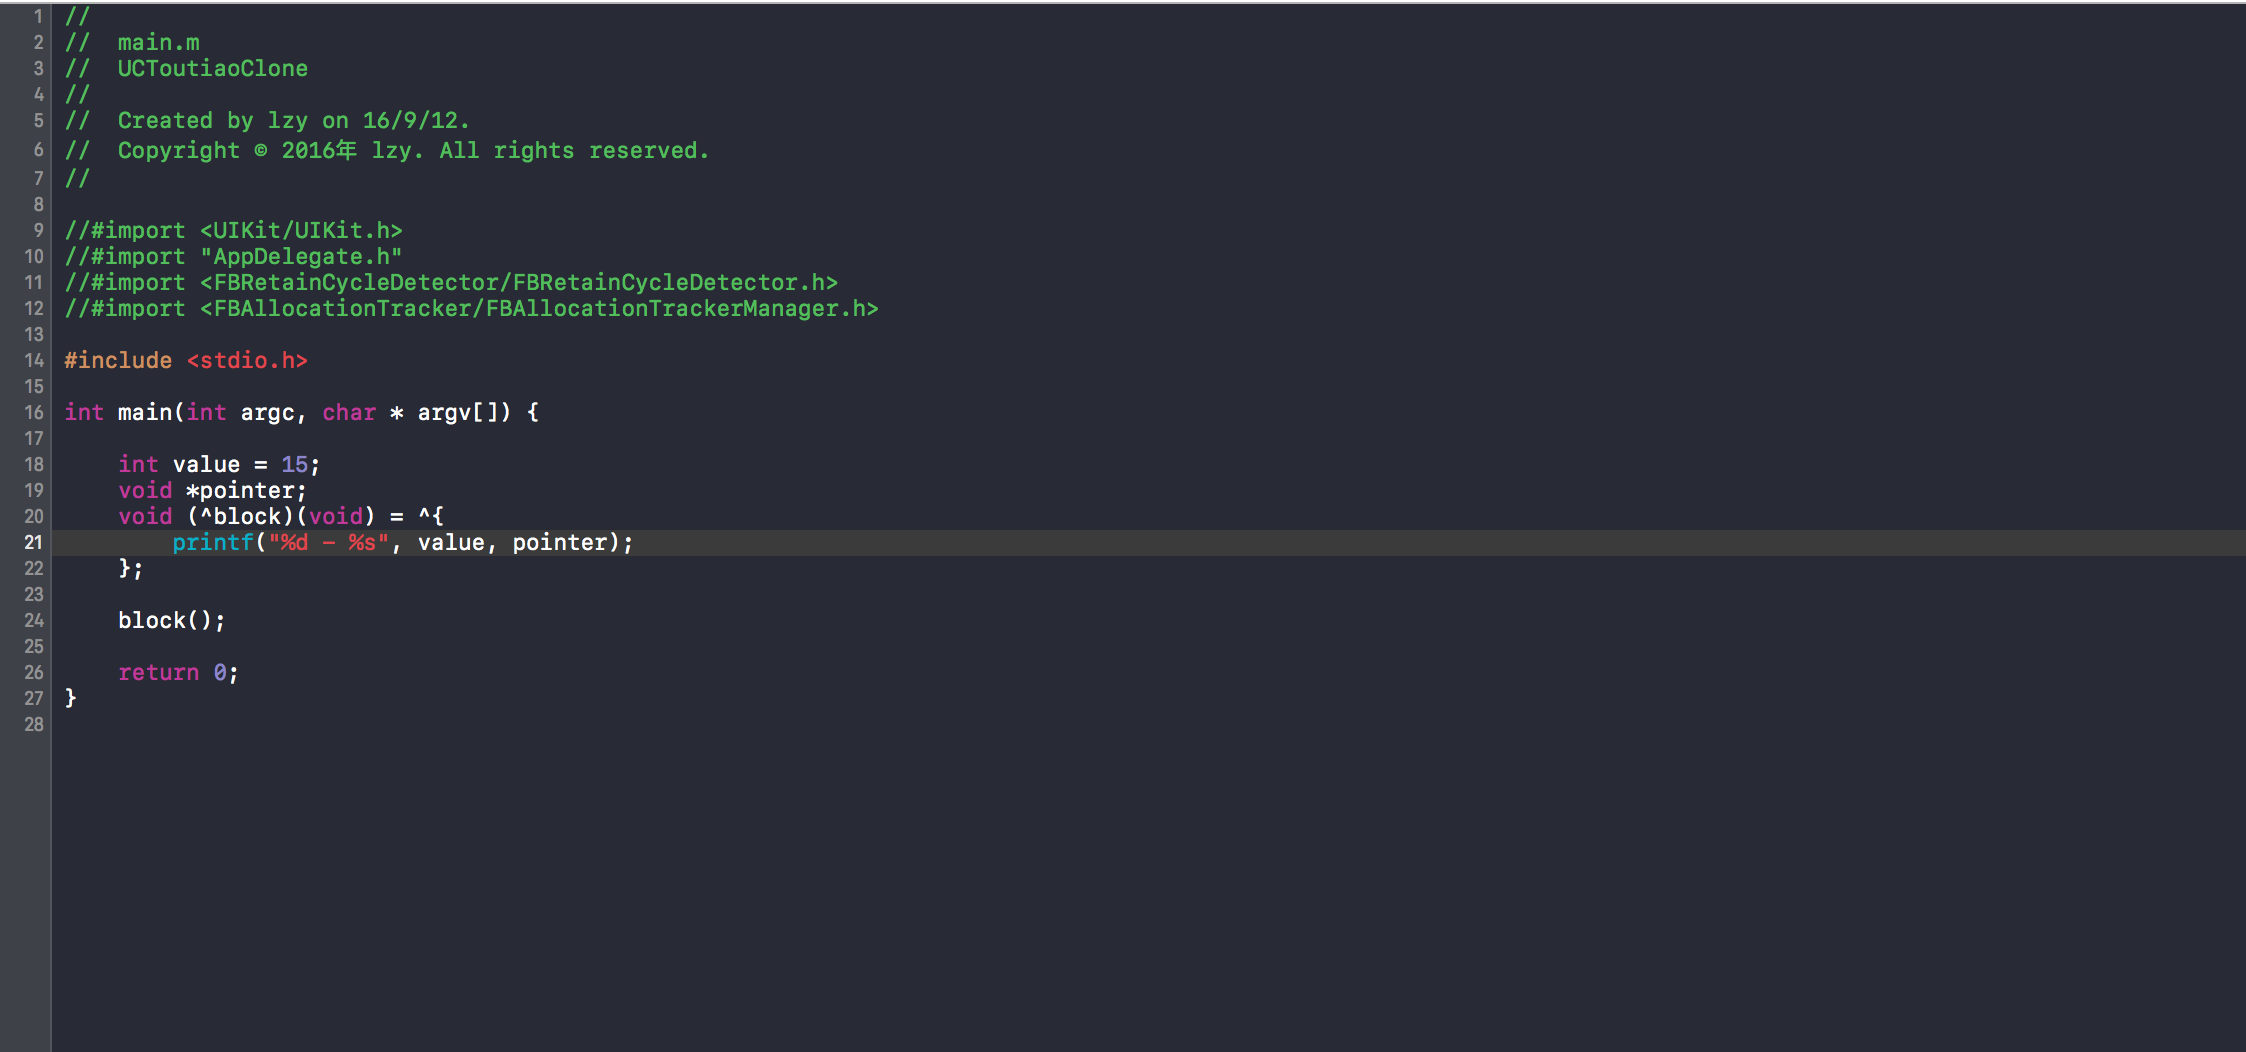 1 //
2 //  main.m
3 //  UCToutiaoClone
4 //
5 //  Created by lzy on 16/9/12.
6 //  Copyright © 2016年 lzy. All rights reserved.
7 //
8
9 //#import <UIKit/UIKit.h>
10 //#import "AppDelegate.h"
11 //#import <FBRetainCycleDetector/FBRetainCycleDetector.h>
12 //#import <FBAllocationTracker/FBAllocationTrackerManager.h>
13
14 #include <stdio.h>
15
16 int main(int argc, char * argv[]) {
17
18     int value = 15;
19     void *pointer;
20     void (^block)(void) = ^{
21         printf("%d - %s", value, pointer);
22     };
23
24     block();
25
26     return 0;
27 }
28